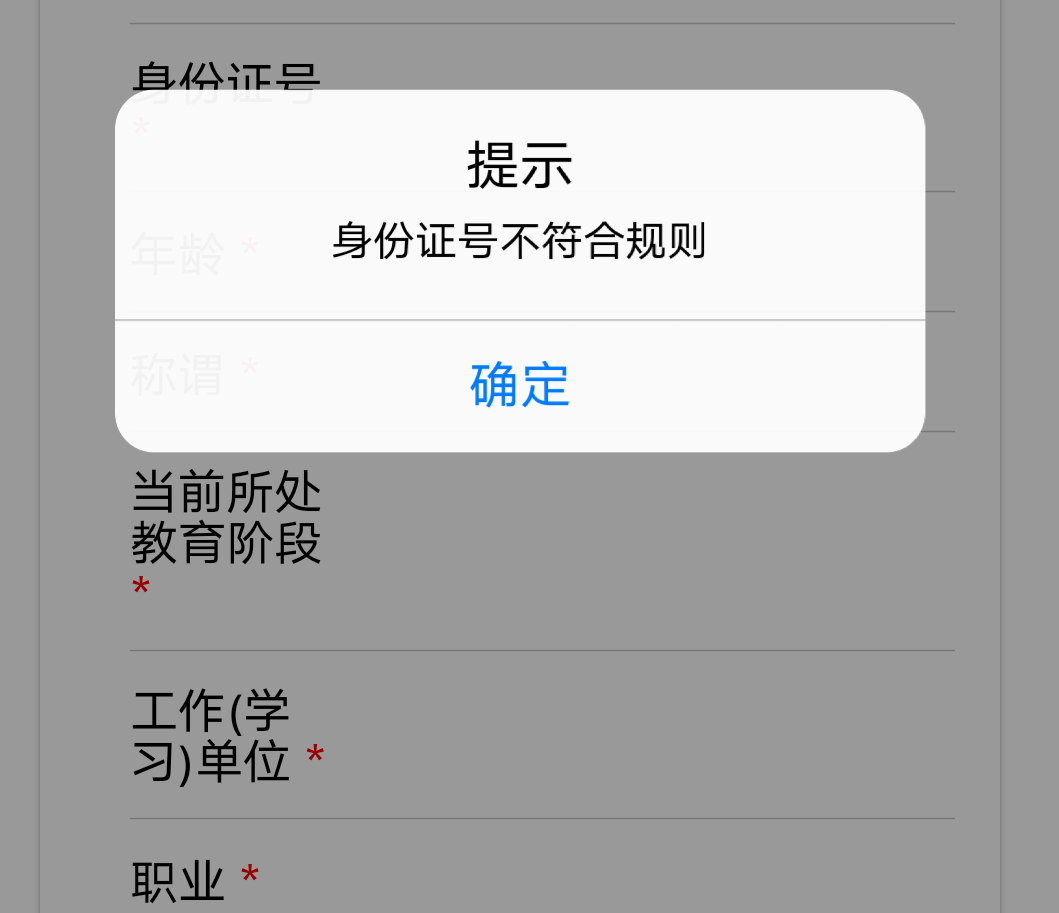 身份证号
*
提示
身份证号不符合规则
年龄 *
称谓 *
确定
当前所处
教育阶段
*
工作(学
习)单位 *
职业 *